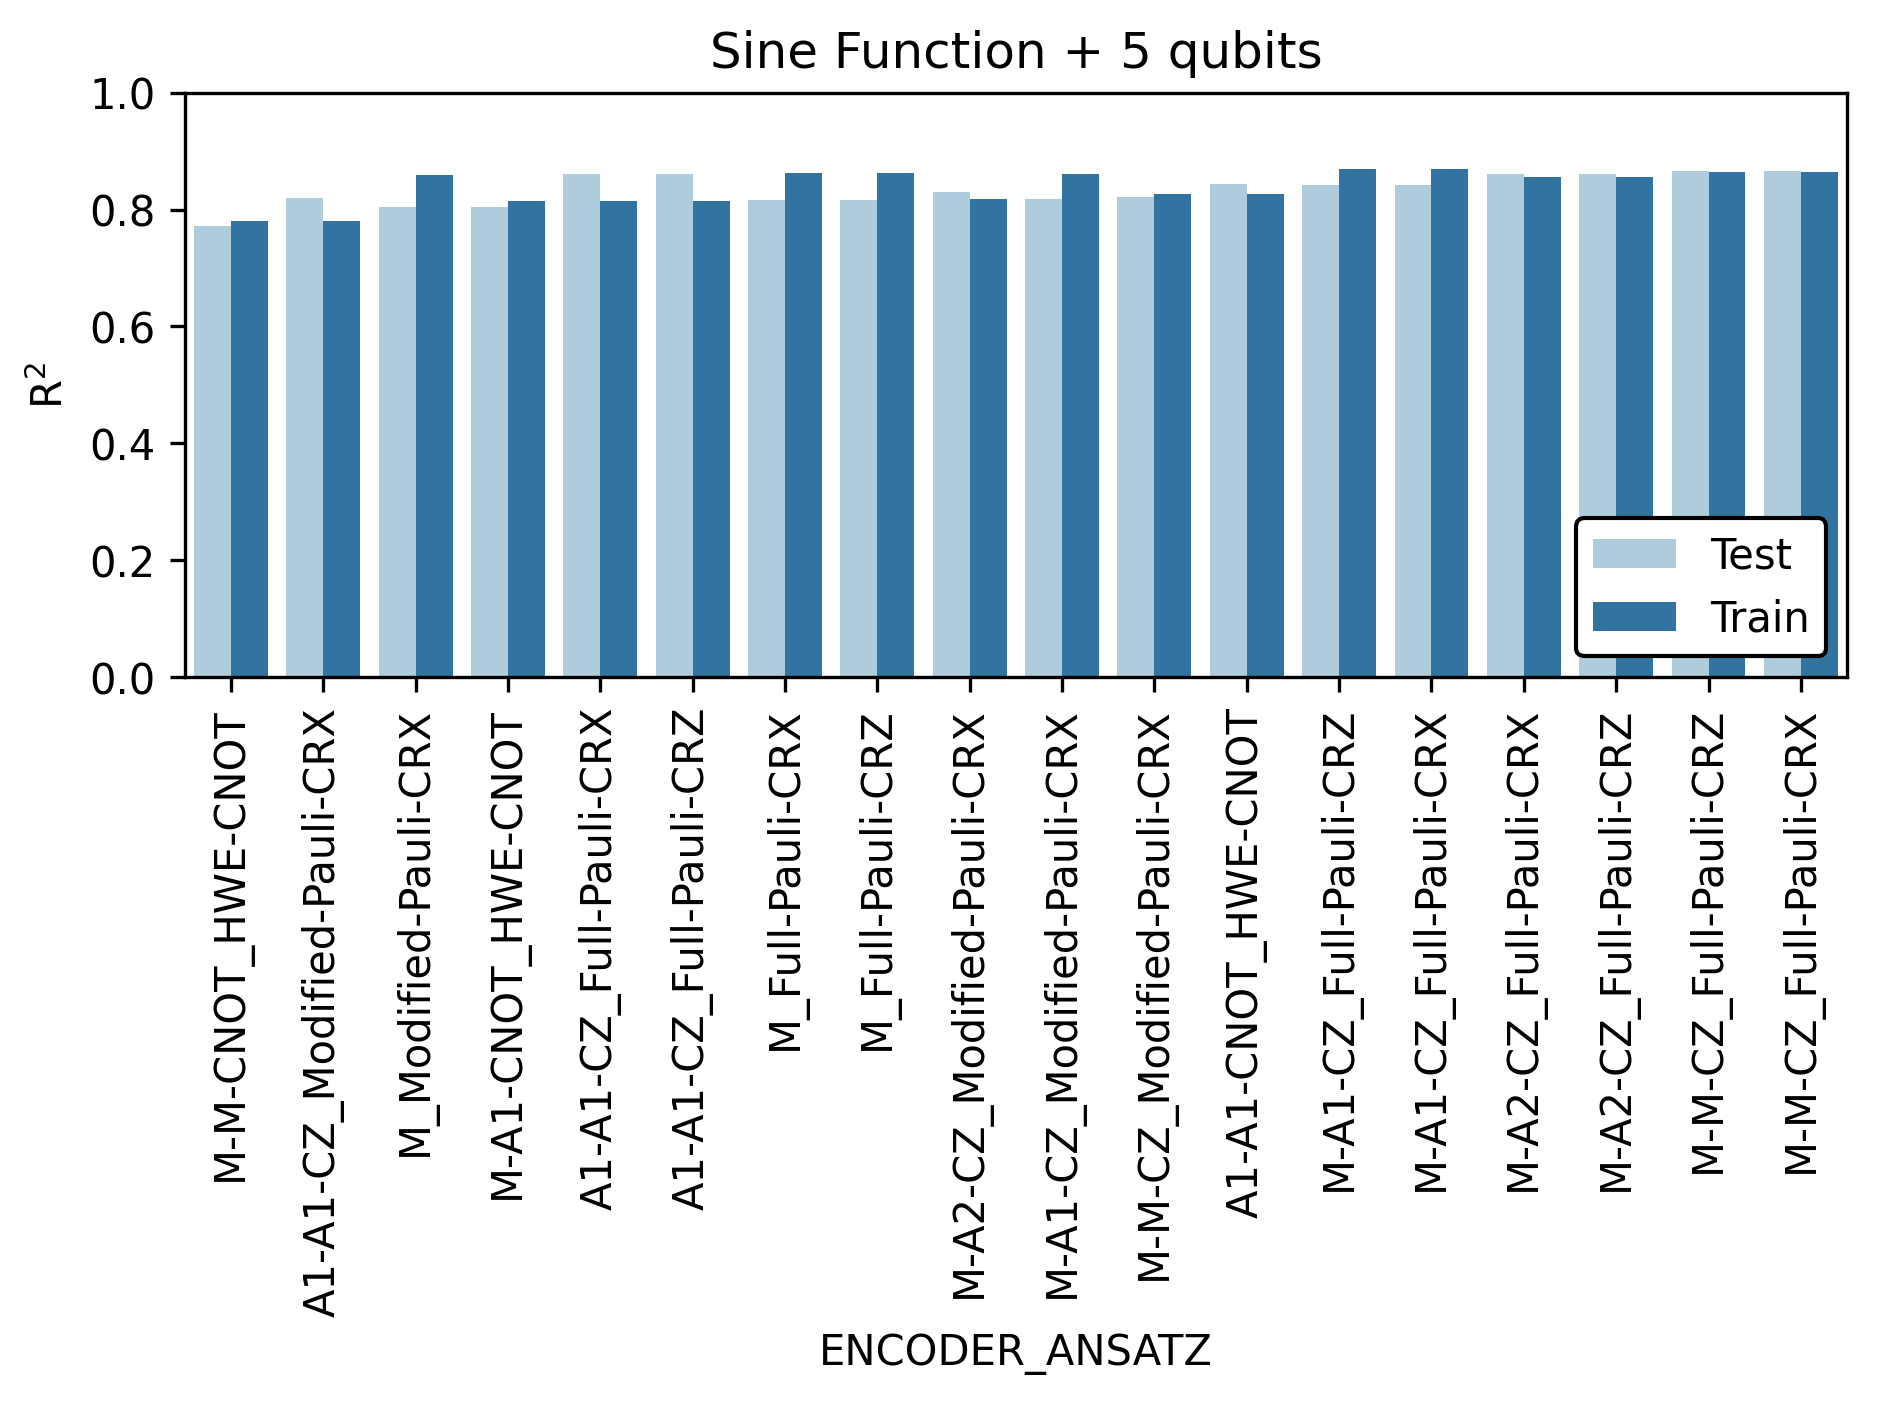 Sine Function + 5 qubits
1.0
0.8
0.6
0.4
0.2
0.0
R²
Test
Train
M-M-CNOT_HWE-CNOT
A1-A1-CZ_Modified-Pauli-CRX
M_Modified-Pauli-CRX
M-A1-CNOT_HWE-CNOT
A1-A1-CZ_Full-Pauli-CRX
A1-A1-CZ_Full-Pauli-CRZ
M_Full-Pauli-CRX
M_Full-Pauli-CRZ
M-A2-CZ_Modified-Pauli-CRX
M-A1-CZ_Modified-Pauli-CRX
M-M-CZ_Modified-Pauli-CRX
A1-A1-CNOT_HWE-CNOT
M-A1-CZ_Full-Pauli-CRZ
M-A1-CZ_Full-Pauli-CRX
M-A2-CZ_Full-Pauli-CRX
M-A2-CZ_Full-Pauli-CRZ
M-M-CZ_Full-Pauli-CRZ
M-M-CZ_Full-Pauli-CRX
ENCODER_ANSATZ